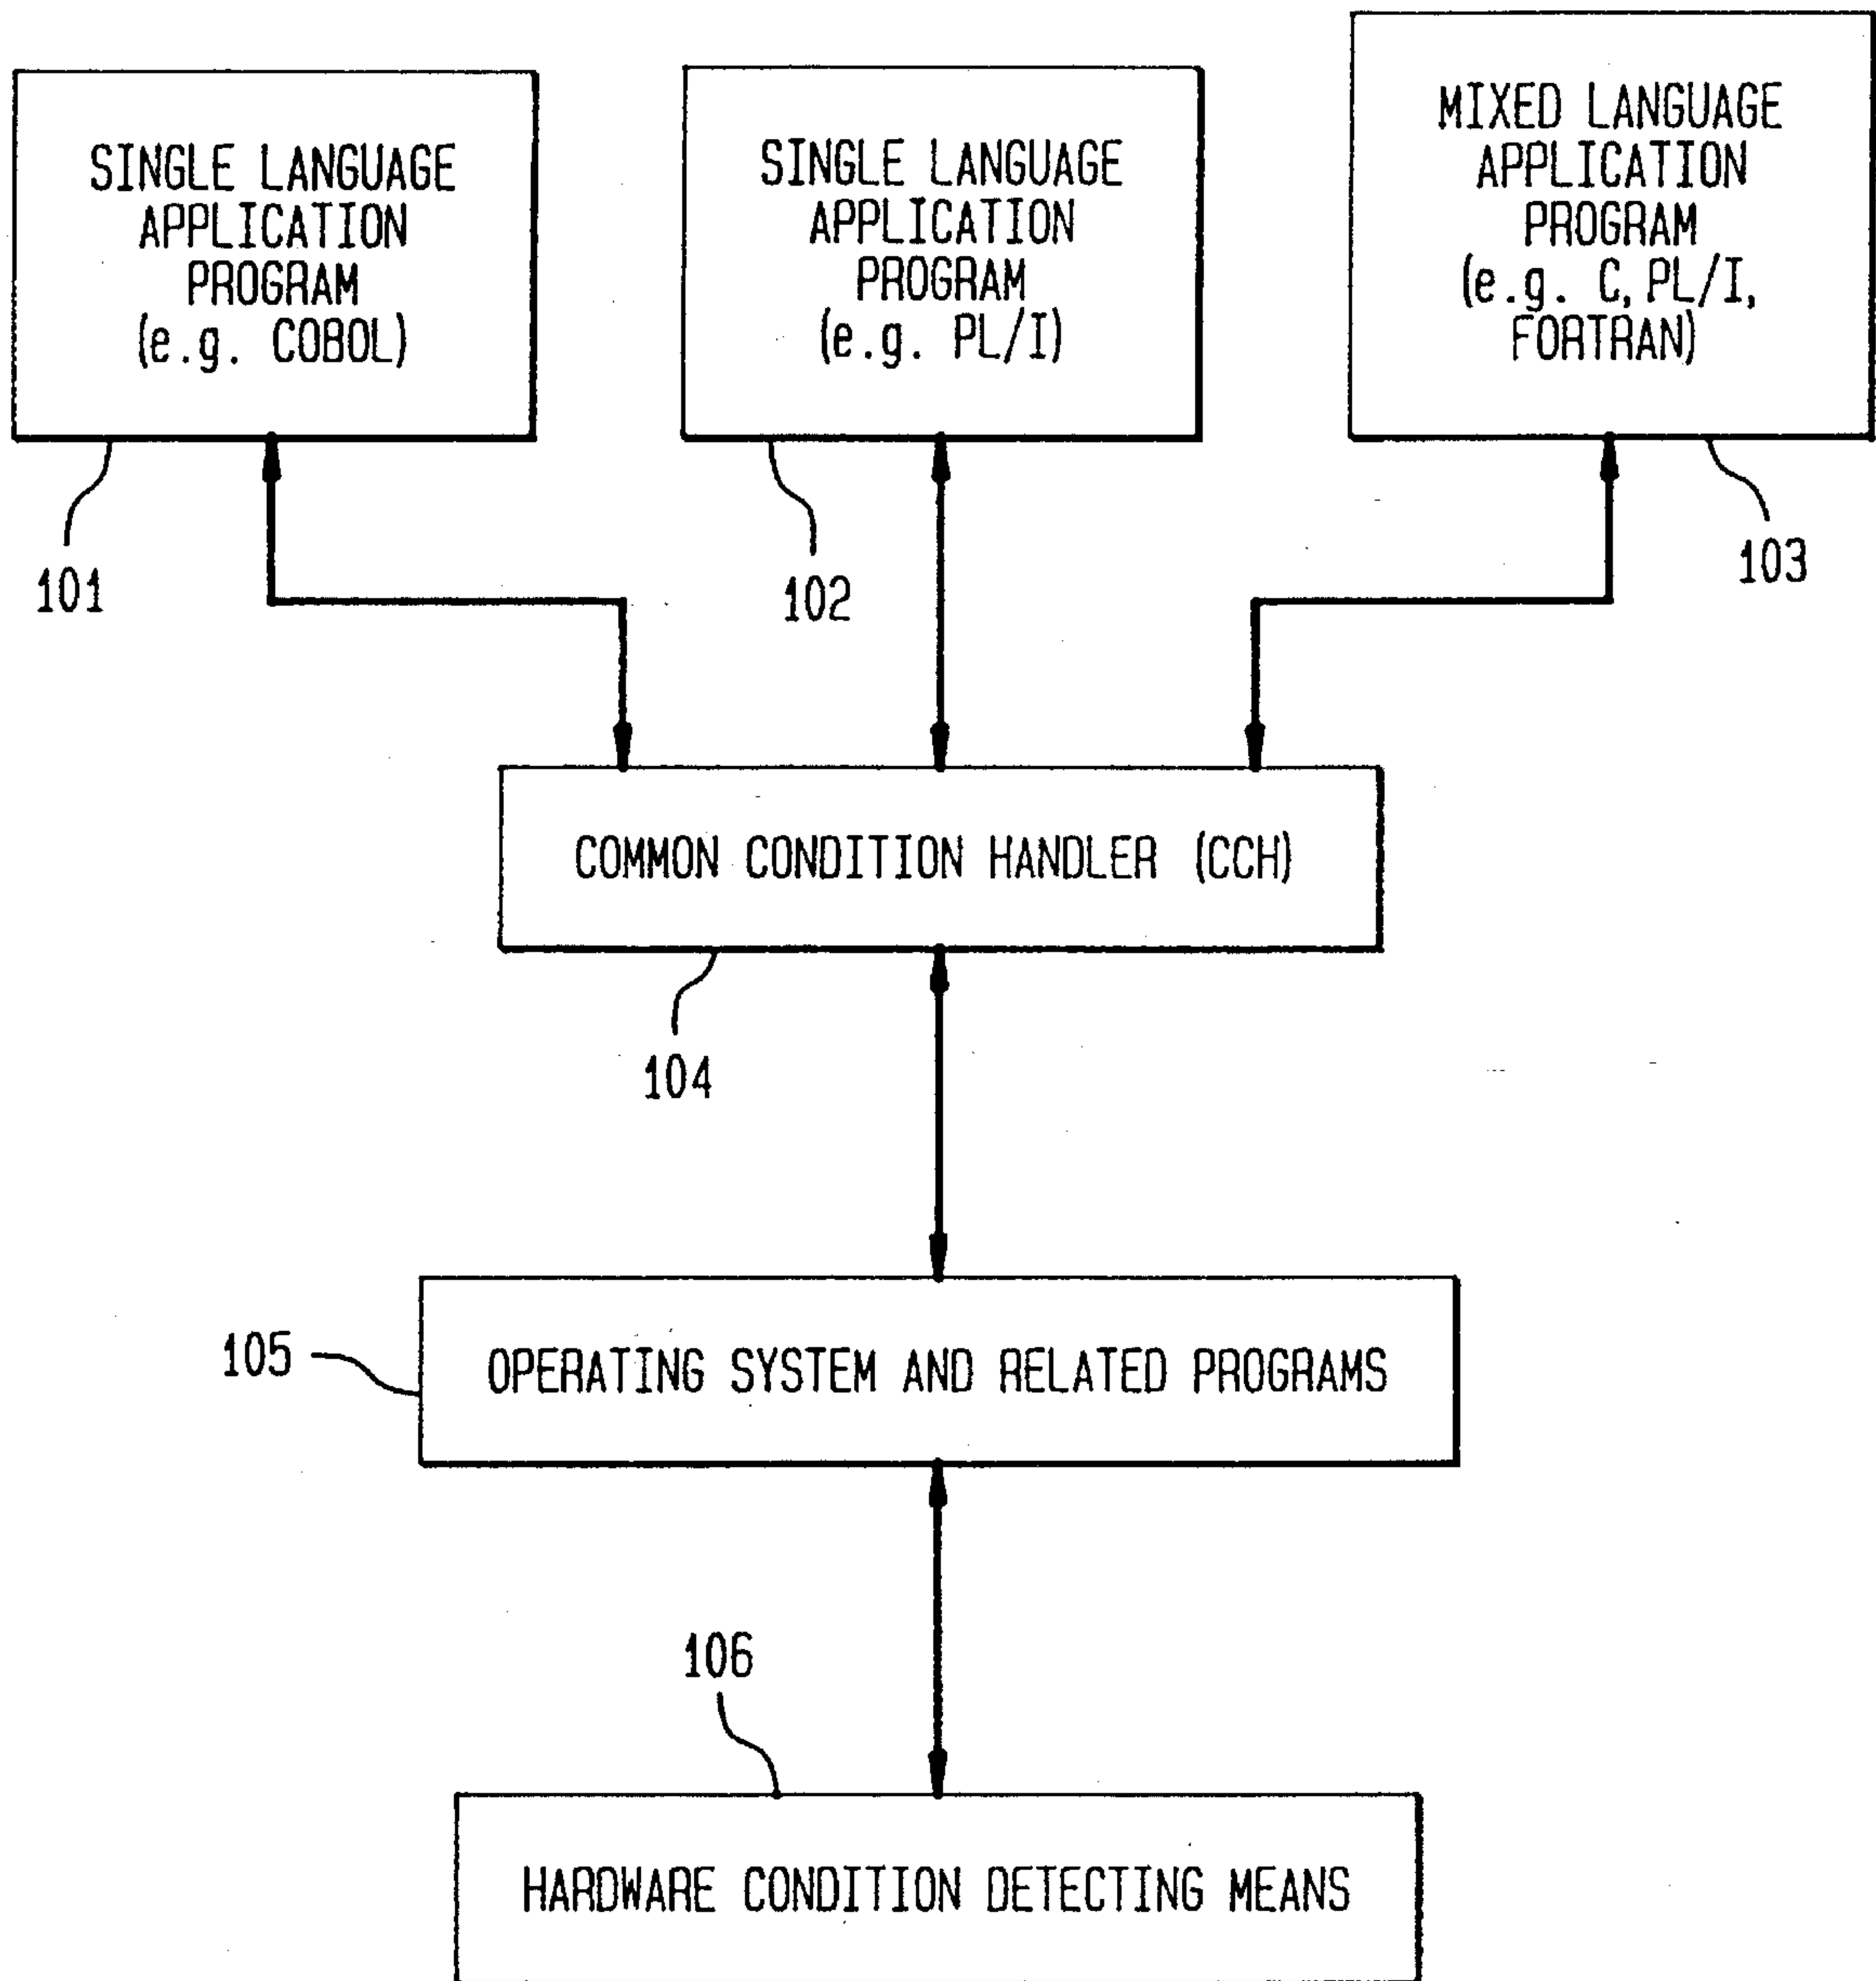 SINGLE LANGUAGE
APPLICATION
PROGRAM
(e.g. COBOL)
SINGLE LANGUAGE
APPLICATION
PROGRAM
(e.g. PL/I)
MIXED LANGUAGE
APPLICATION
PROGRAM
(e.g. C, PL/I,
FORTRAN)
101
102
103
COMMON CONDITION HANDLER (CCH)
104
105
OPERATING SYSTEM AND RELATED PROGRAMS
106
HARDWARE CONDITION DETECTING MEANS